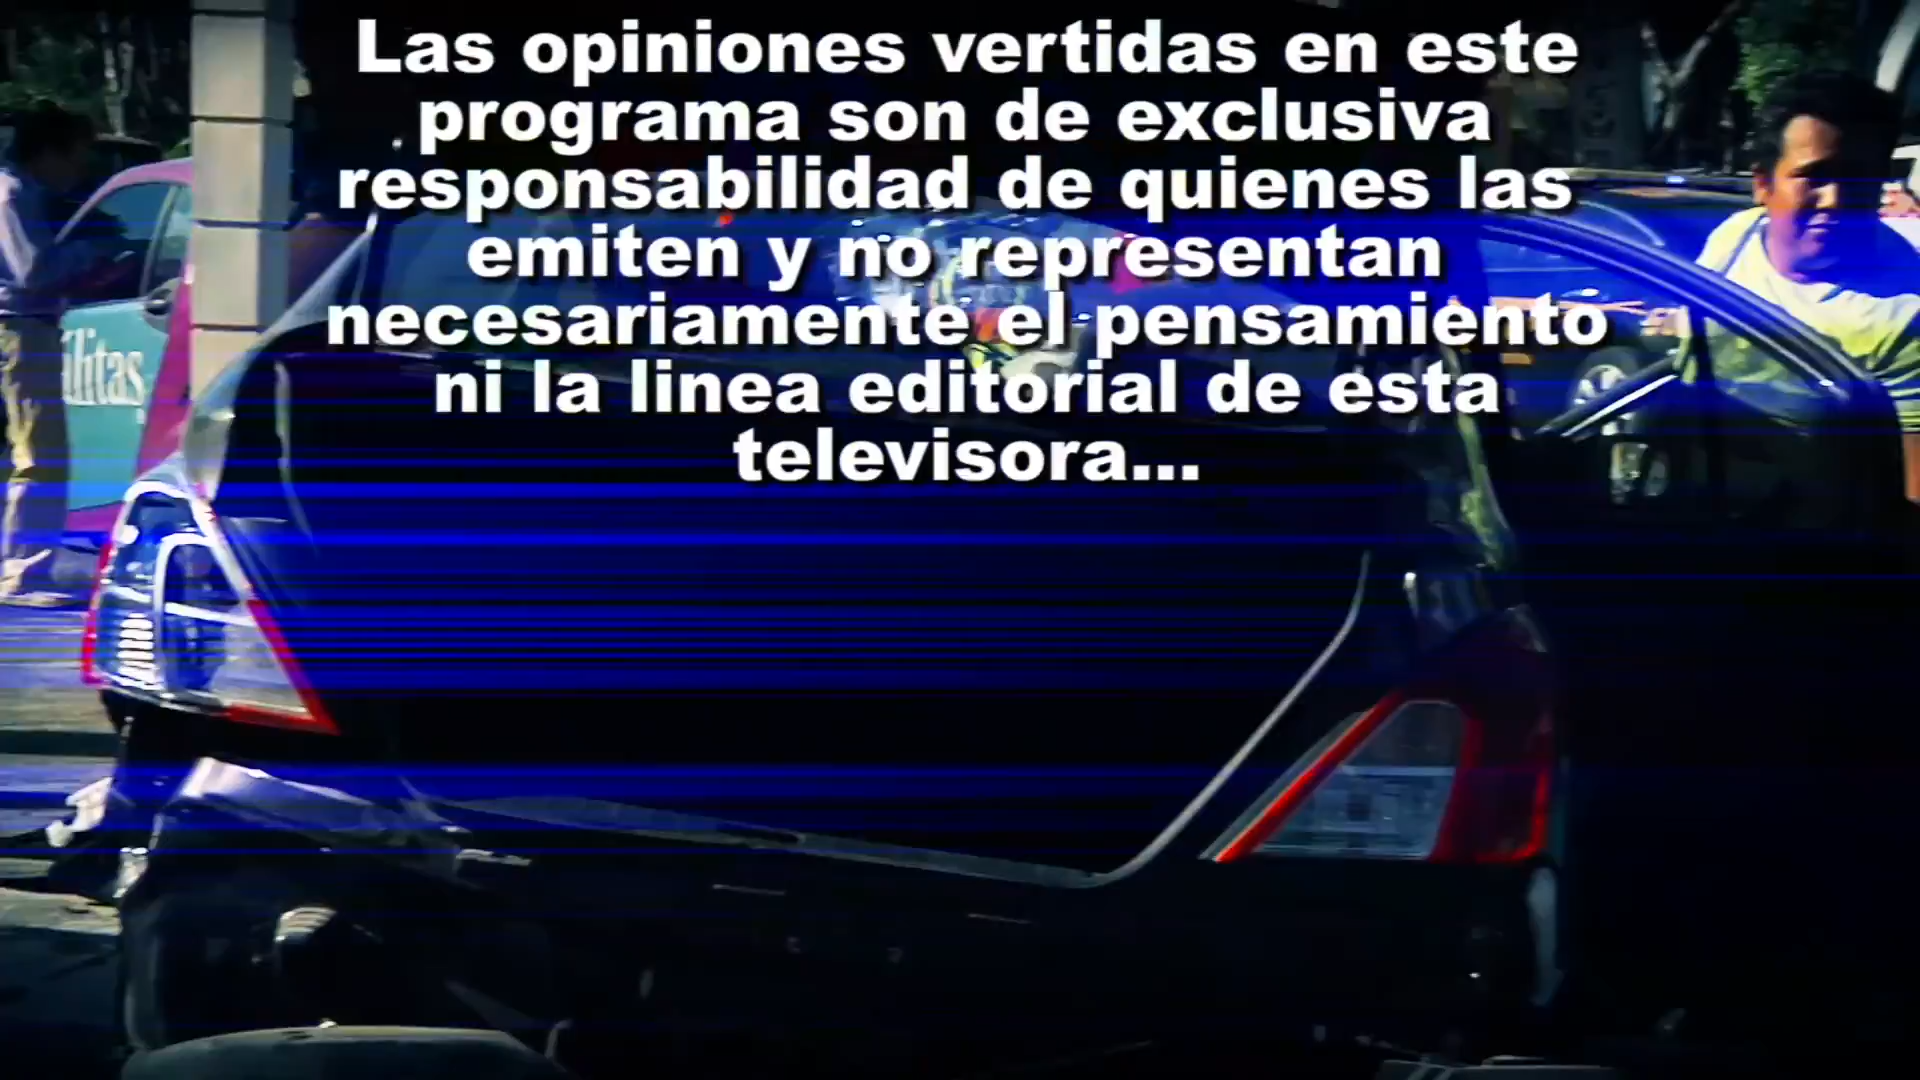 Las opiniones vertidas en este
programa son de exclusiva
responsabilidad de quienes las
emiten y no representan
necesariamente el pensamiento
ni la linea editorial de esta
televisora...